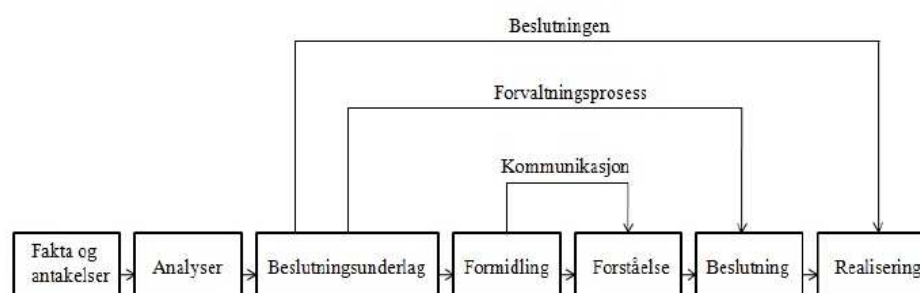 Beslutningen
Forvaltningsprosess
Kommunikasjon
Fakta og
antakelser
Analyser
Beslutningsunderlag
Formidling
Forståelse
Beslutning
Realisering